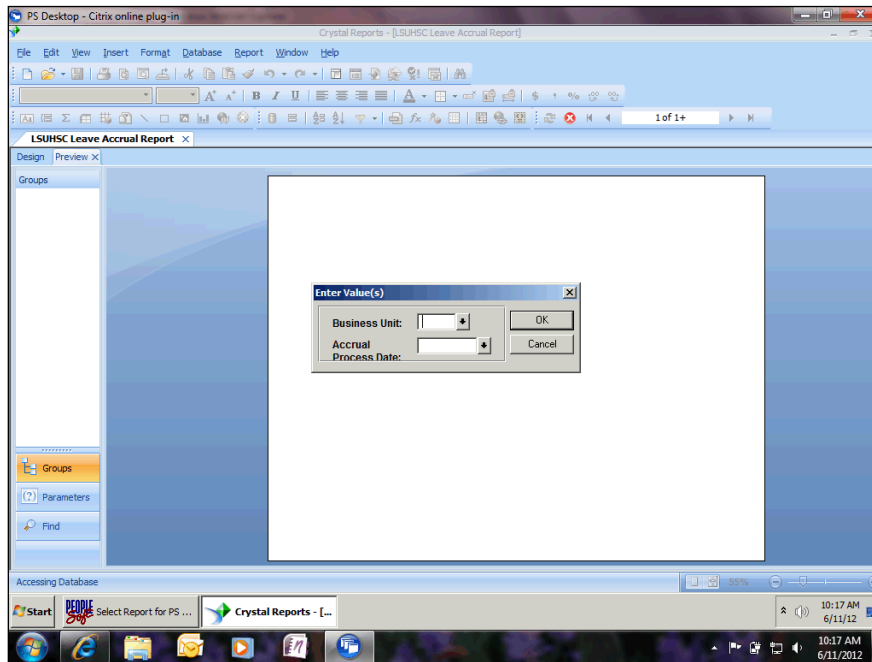 PS Desktop - Citrix online plug-in
Crystal Reports - [LSUHSC Leave Accrual Report]
File Edit View Insert Format Database Report Window Help
B I U
1 of 1+
LSUHSC Leave Accrual Report
Design Preview
Groups
Enter Value(s)
Business Unit:
OK
Accrual
Process Date:
Cancel
Groups
Parameters
Find
Accessing Database
55%
Start
PEOPLE
Soft
Select Report for PS ...
Crystal Reports - [...
10:17 AM
6/11/12
10:17 AM
6/11/2012